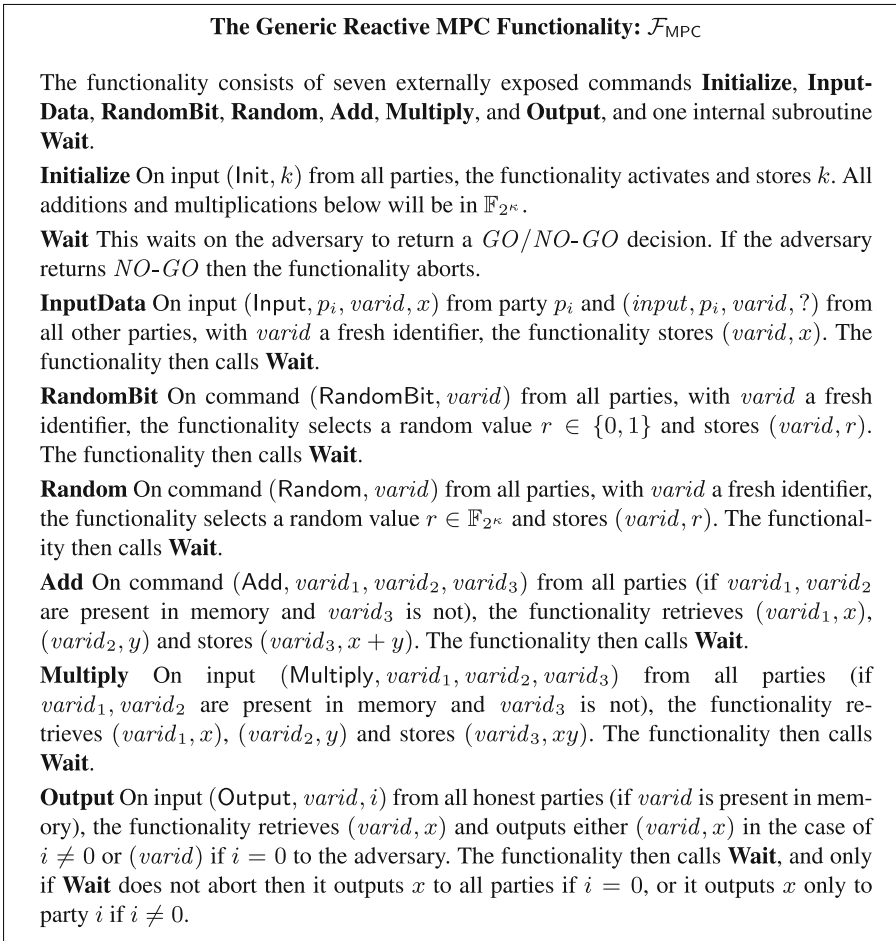 The Generic Reactive MPC Functionality: 𝓕_MPC
The functionality consists of seven externally exposed commands Initialize, Input-
Data, RandomBit, Random, Add, Multiply, and Output, and one internal subroutine
Wait.
Initialize On input (Init, k) from all parties, the functionality activates and stores k. All
additions and multiplications below will be in 𝔽_{2^κ}.
Wait This waits on the adversary to return a GO/NO-GO decision. If the adversary
returns NO-GO then the functionality aborts.
InputData On input (Input, p_i, varid, x) from party p_i and (input, p_i, varid, ?) from
all other parties, with varid a fresh identifier, the functionality stores (varid, x). The
functionality then calls Wait.
RandomBit On command (RandomBit, varid) from all parties, with varid a fresh
identifier, the functionality selects a random value r ∈ {0, 1} and stores (varid, r).
The functionality then calls Wait.
Random On command (Random, varid) from all parties, with varid a fresh identifier,
the functionality selects a random value r ∈ 𝔽_{2^κ} and stores (varid, r). The functional-
ity then calls Wait.
Add On command (Add, varid_1, varid_2, varid_3) from all parties (if varid_1, varid_2
are present in memory and varid_3 is not), the functionality retrieves (varid_1, x),
(varid_2, y) and stores (varid_3, x + y). The functionality then calls Wait.
Multiply On input (Multiply, varid_1, varid_2, varid_3) from all parties (if
varid_1, varid_2 are present in memory and varid_3 is not), the functionality re-
trieves (varid_1, x), (varid_2, y) and stores (varid_3, xy). The functionality then calls
Wait.
Output On input (Output, varid, i) from all honest parties (if varid is present in mem-
ory), the functionality retrieves (varid, x) and outputs either (varid, x) in the case of
i ≠ 0 or (varid) if i = 0 to the adversary. The functionality then calls Wait, and only
if Wait does not abort then it outputs x to all parties if i = 0, or it outputs x only to
party i if i ≠ 0.